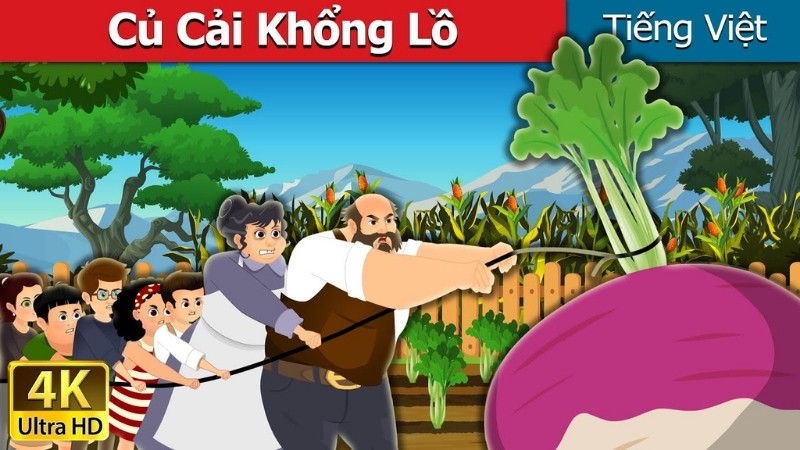 Củ Cải Khổng Lồ
Tiếng Việt
4K
Ultra HD